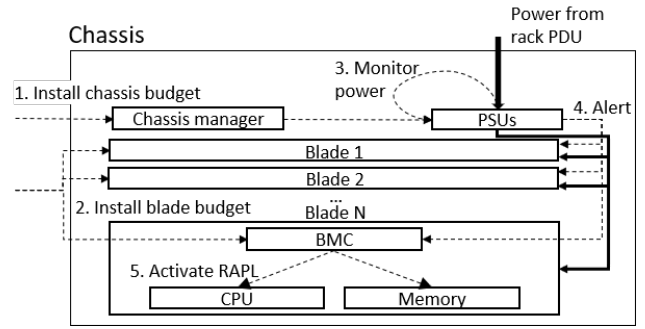 Power from
rack PDU
Chassis
3. Monitor
power
1. Install chassis budget
4. Alert
Chassis manager
PSUs
Blade 1
Blade 2
...
2. Install blade budget
Blade N
BMC
5. Activate RAPL
CPU
Memory